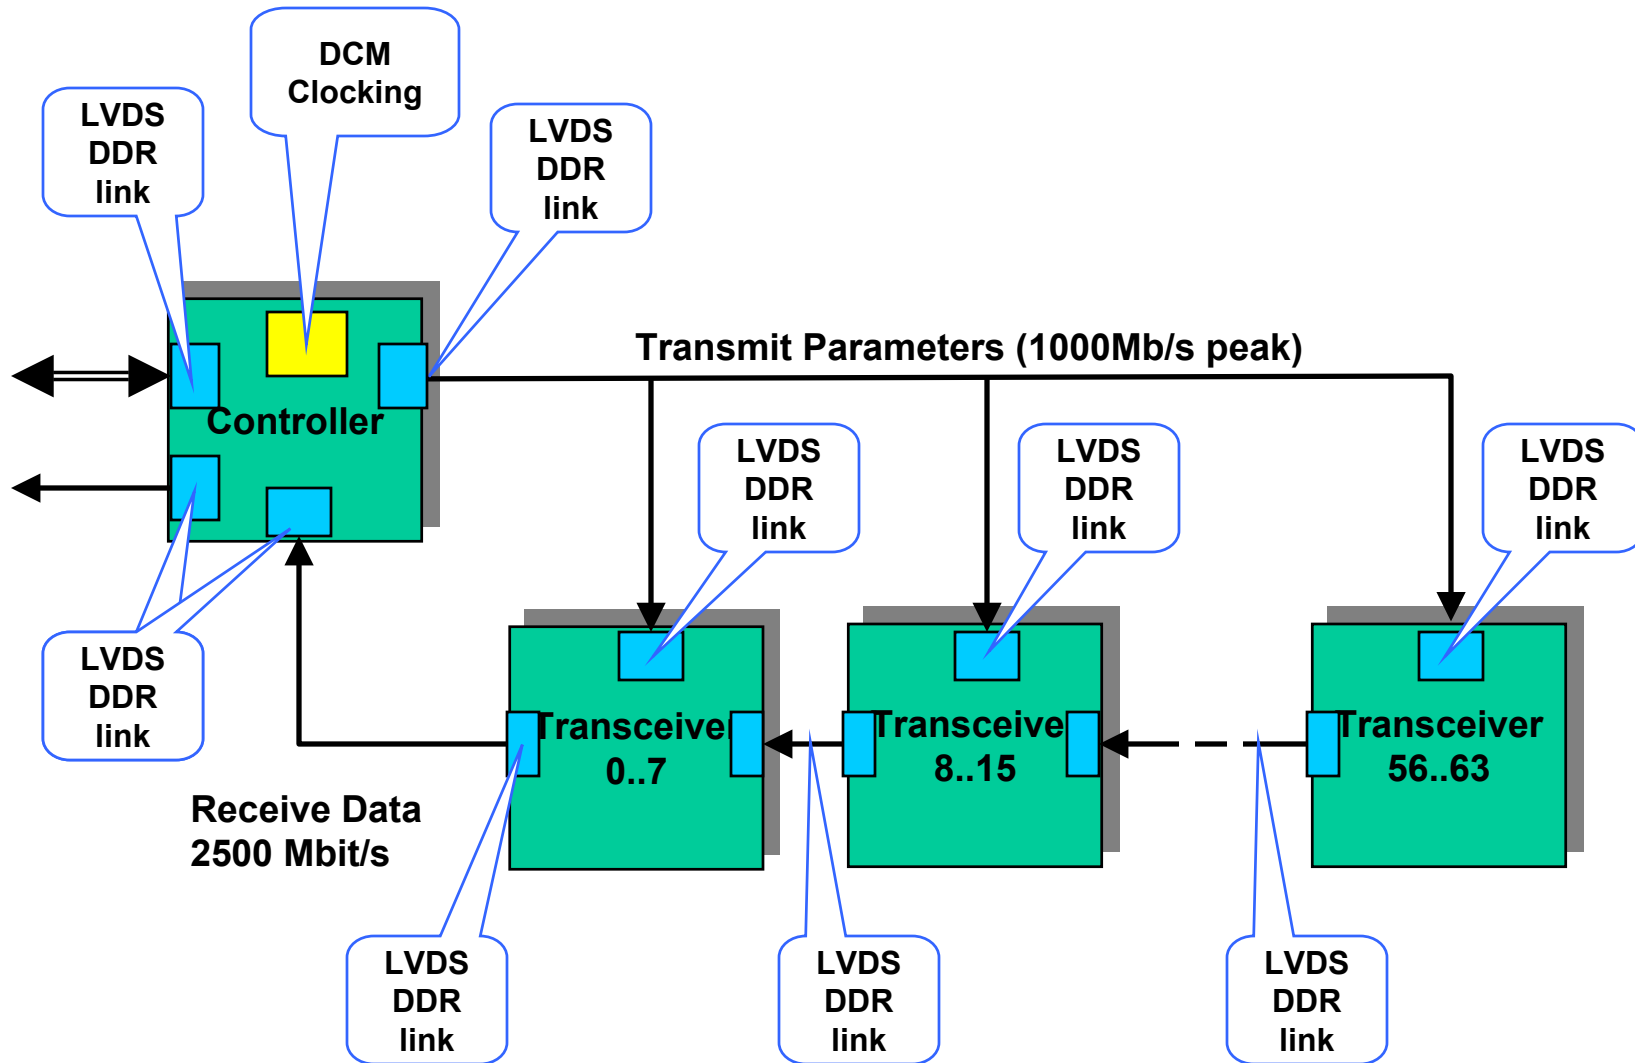 DCM
Clocking
LVDS
DDR
link
LVDS
DDR
link
Transmit Parameters (1000Mb/s peak)
Controller
LVDS
DDR
link
LVDS
DDR
link
LVDS
DDR
link
LVDS
DDR
link
Transceiver
0..7
Transceive
8..15
Transceiver
56..63
Receive Data
2500 Mbit/s
LVDS
DDR
link
LVDS
DDR
link
LVDS
DDR
link